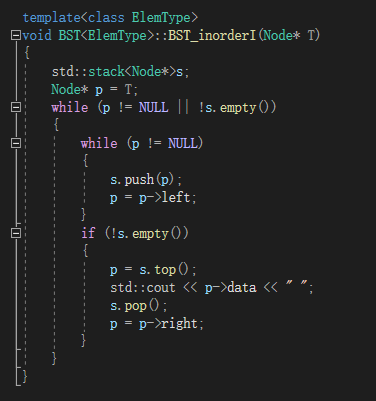 template<class ElemType>
void BST<ElemType>::BST_inorderI(Node* T)
{
    std::stack<Node*>s;
    Node* p = T;
    while (p != NULL || !s.empty())
    {
        while (p != NULL)
        {
            s.push(p);
            p = p->left;
        }
        if (!s.empty())
        {
            p = s.top();
            std::cout << p->data << " ";
            s.pop();
            p = p->right;
        }
    }
}